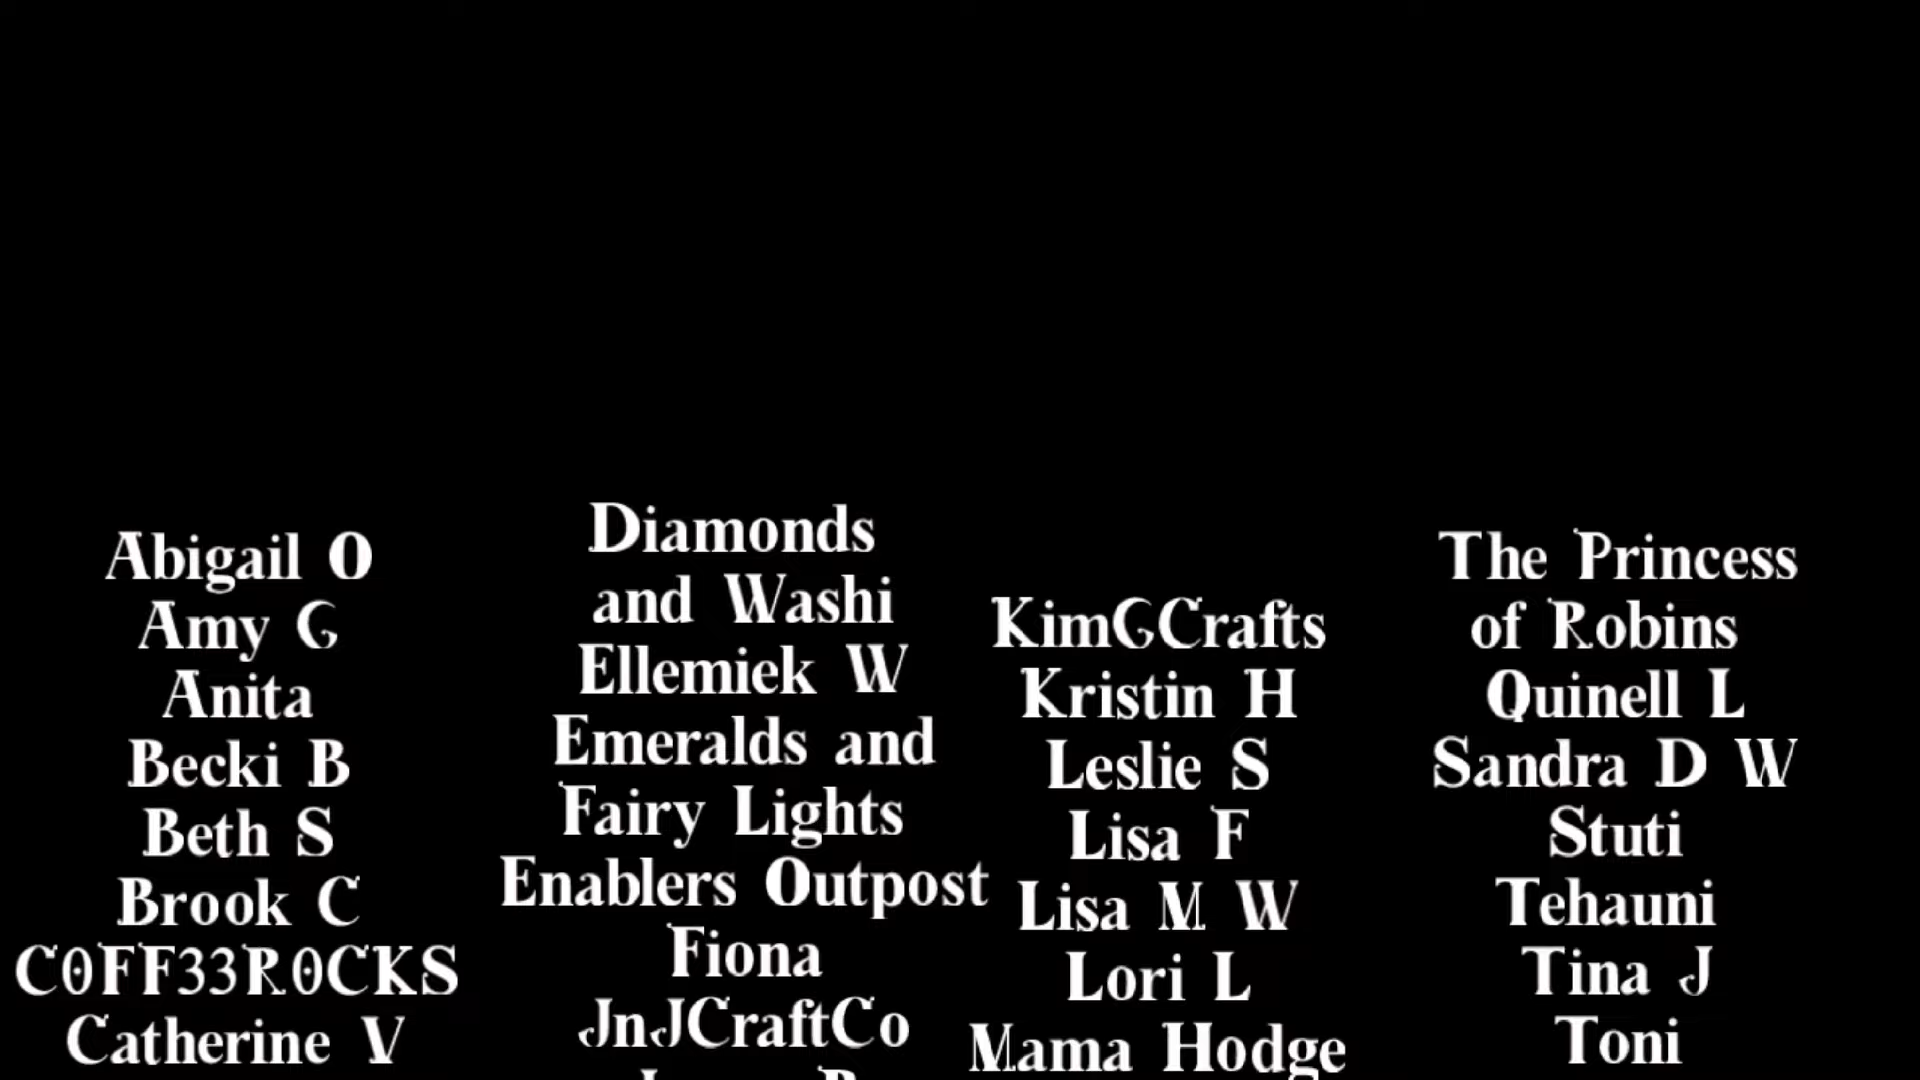 Abigail O
Amy G
Anita
Becki B
Beth S
Brook C
C0FF33R0CKS
Catherine V
Diamonds
and Washi
Ellemiek W
Emeralds and
Fairy Lights
Enablers Outpost
Fiona
JnJCraftCo
KimGCrafts
Kristin H
Leslie S
Lisa F
Lisa M W
Lori L
Mama Hodge
The Princess
of Robins
Quinell L
Sandra D W
Stuti
Tehauni
Tina J
Toni